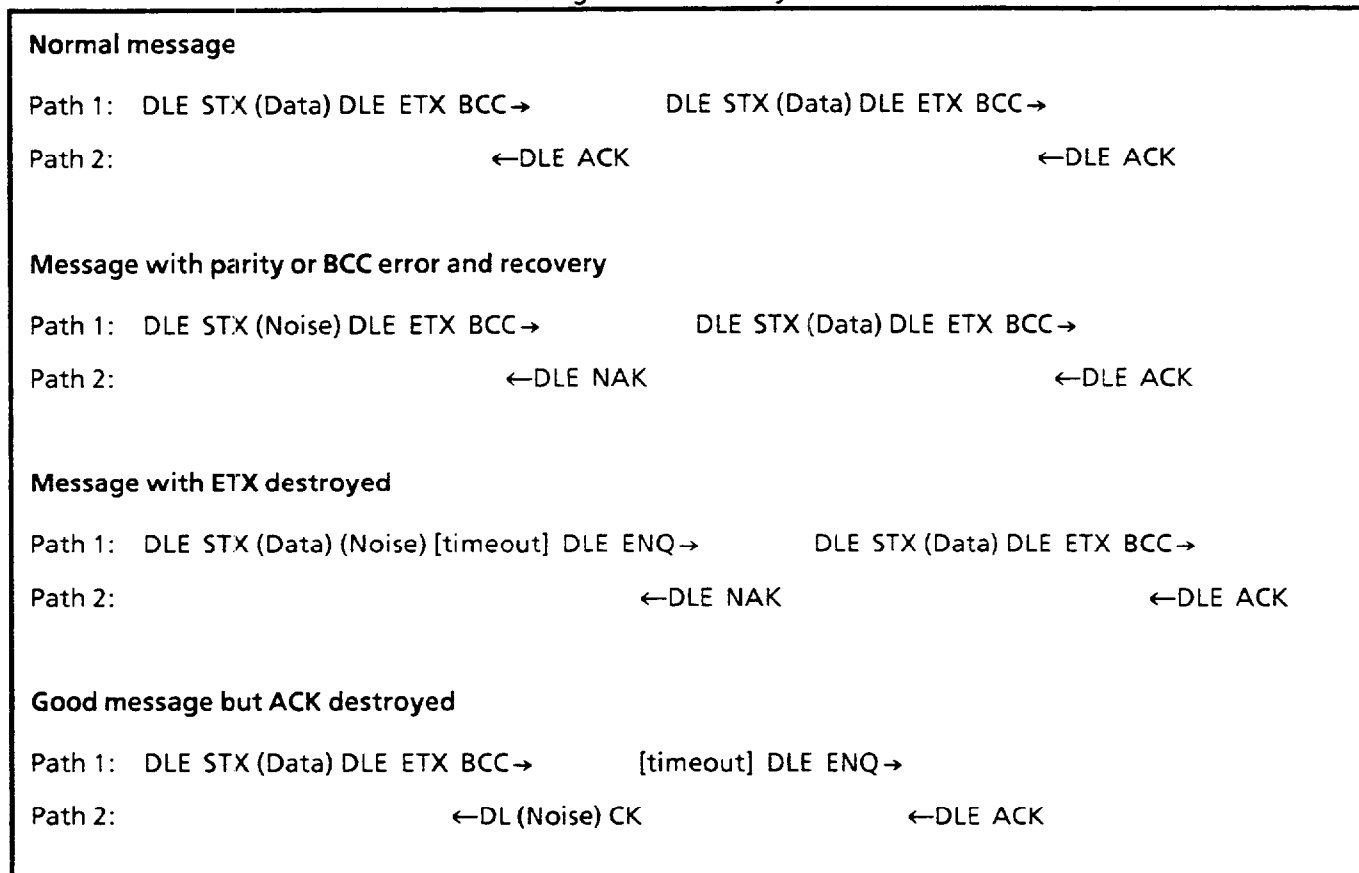 Normal message
Path 1: DLE STX (Data) DLE ETX BCC→ DLE STX (Data) DLE ETX BCC→
Path 2: ←DLE ACK ←DLE ACK
Message with parity or BCC error and recovery
Path 1: DLE STX (Noise) DLE ETX BCC→ DLE STX (Data) DLE ETX BCC→
Path 2: ←DLE NAK ←DLE ACK
Message with ETX destroyed
Path 1: DLE STX (Data) (Noise) [timeout] DLE ENQ→ DLE STX (Data) DLE ETX BCC→
Path 2: ←DLE NAK ←DLE ACK
Good message but ACK destroyed
Path 1: DLE STX (Data) DLE ETX BCC→ [timeout] DLE ENQ→
Path 2: ←DL (Noise) CK ←DLE ACK